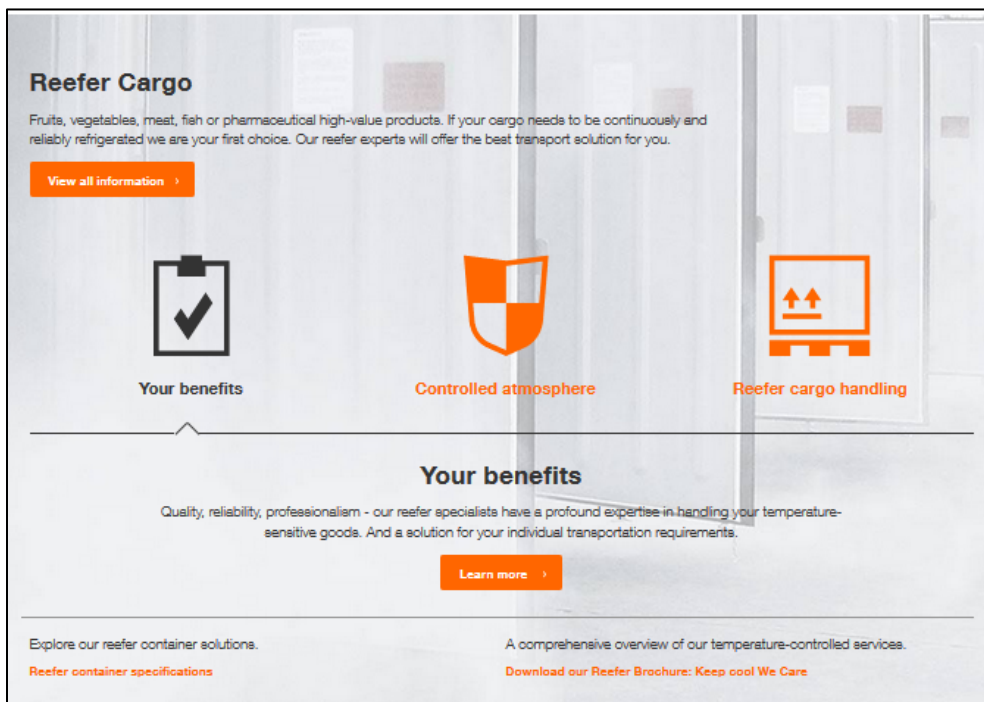 Reefer Cargo
Fruits, vegetables, meat, fish or pharmaceutical high-value products. If your cargo needs to be continuously and
reliably refrigerated we are your first choice. Our reefer experts will offer the best transport solution for you.
View all information ›
Your benefits
Controlled atmosphere
Reefer cargo handling
Your benefits
Quality, reliability, professionalism - our reefer specialists have a profound expertise in handling your temperature-
sensitive goods. And a solution for your individual transportation requirements.
Learn more ›
Explore our reefer container solutions.
Reefer container specifications
A comprehensive overview of our temperature-controlled services.
Download our Reefer Brochure: Keep cool We Care